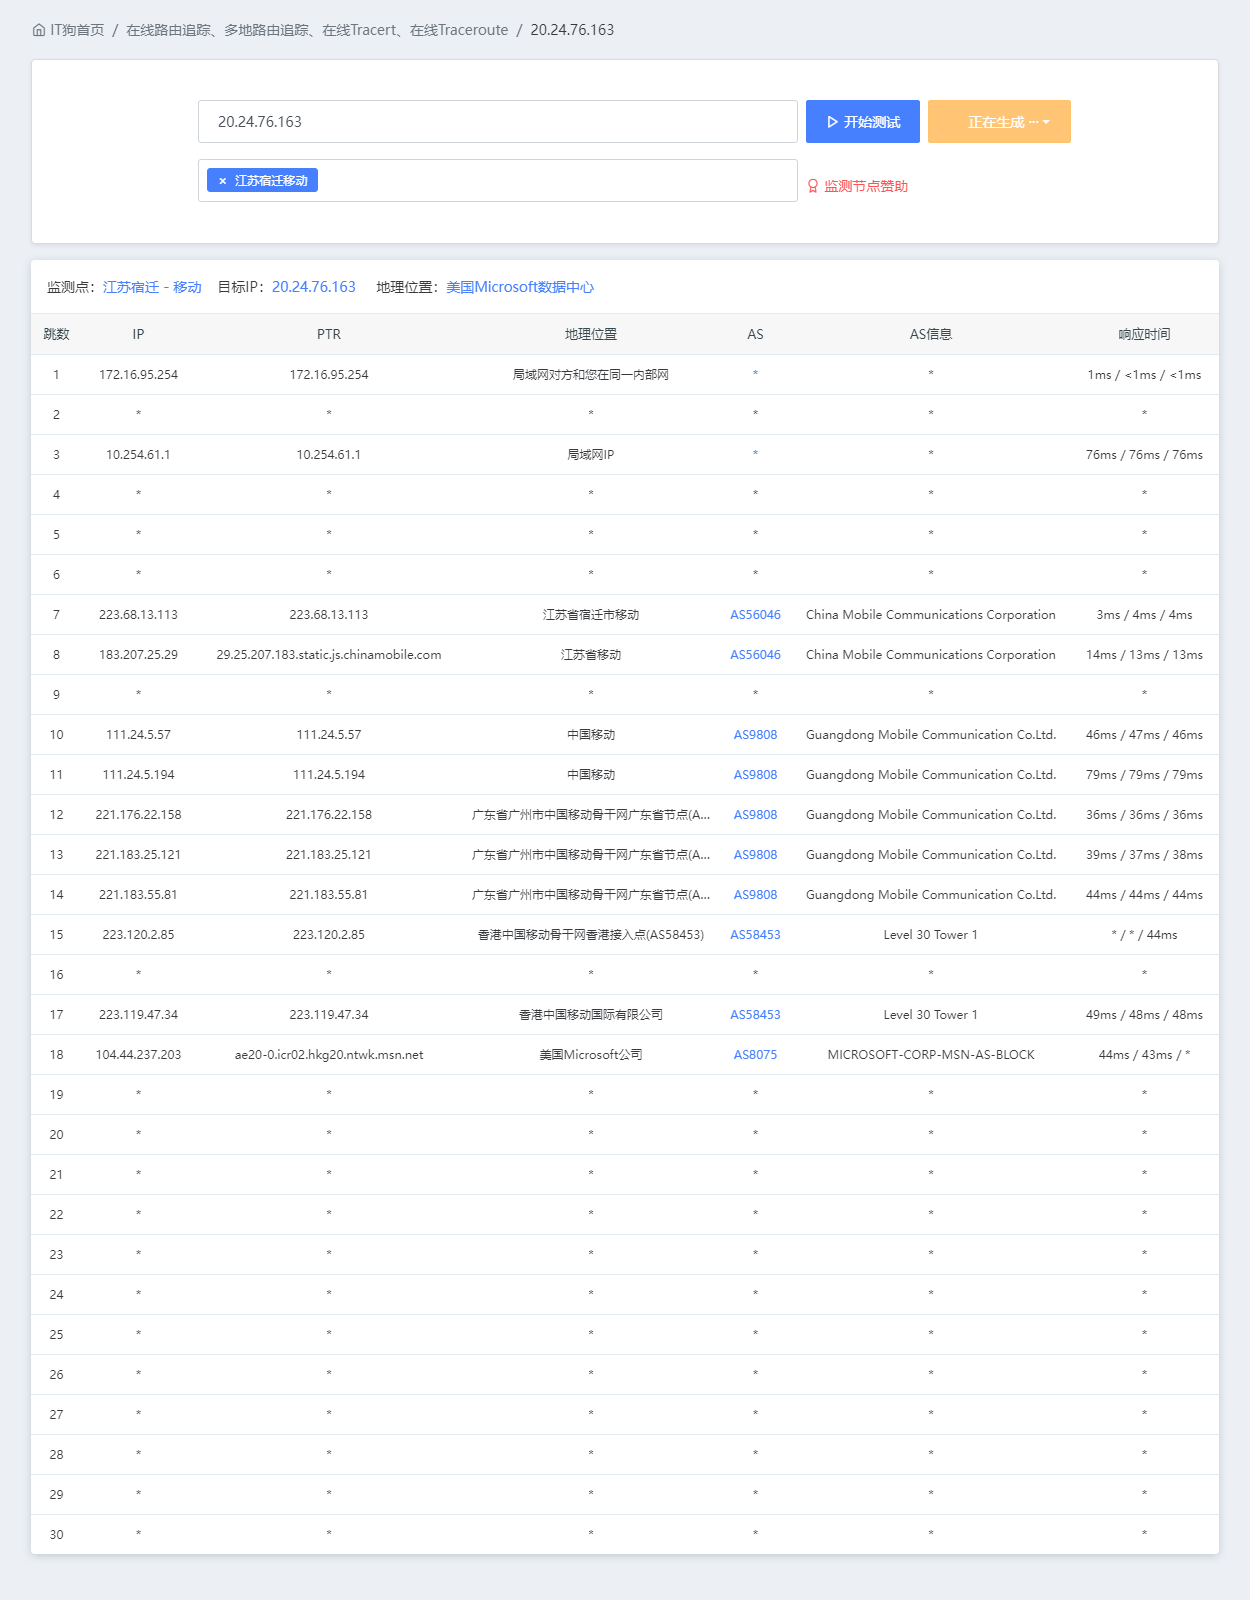 IT狗首页 / 在线路由追踪、多地路由追踪、在线Tracert、在线Traceroute / 20.24.76.163
20.24.76.163 开始测试 正在生成 ···
× 江苏宿迁移动 监测节点赞助
监测点：江苏宿迁 - 移动 目标IP：20.24.76.163 地理位置：美国Microsoft数据中心
跳数 IP PTR 地理位置 AS AS信息 响应时间
1 172.16.95.254 172.16.95.254 局域网对方和您在同一内部网 * * 1ms / <1ms / <1ms
2 * * * * * *
3 10.254.61.1 10.254.61.1 局域网IP * * 76ms / 76ms / 76ms
4 * * * * * *
5 * * * * * *
6 * * * * * *
7 223.68.13.113 223.68.13.113 江苏省宿迁市移动 AS56046 China Mobile Communications Corporation 3ms / 4ms / 4ms
8 183.207.25.29 29.25.207.183.static.js.chinamobile.com 江苏省移动 AS56046 China Mobile Communications Corporation 14ms / 13ms / 13ms
9 * * * * * *
10 111.24.5.57 111.24.5.57 中国移动 AS9808 Guangdong Mobile Communication Co.Ltd. 46ms / 47ms / 46ms
11 111.24.5.194 111.24.5.194 中国移动 AS9808 Guangdong Mobile Communication Co.Ltd. 79ms / 79ms / 79ms
12 221.176.22.158 221.176.22.158 广东省广州市中国移动骨干网广东省节点(A... AS9808 Guangdong Mobile Communication Co.Ltd. 36ms / 36ms / 36ms
13 221.183.25.121 221.183.25.121 广东省广州市中国移动骨干网广东省节点(A... AS9808 Guangdong Mobile Communication Co.Ltd. 39ms / 37ms / 38ms
14 221.183.55.81 221.183.55.81 广东省广州市中国移动骨干网广东省节点(A... AS9808 Guangdong Mobile Communication Co.Ltd. 44ms / 44ms / 44ms
15 223.120.2.85 223.120.2.85 香港中国移动骨干网香港接入点(AS58453) AS58453 Level 30 Tower 1 * / * / 44ms
16 * * * * * *
17 223.119.47.34 223.119.47.34 香港中国移动国际有限公司 AS58453 Level 30 Tower 1 49ms / 48ms / 48ms
18 104.44.237.203 ae20-0.icr02.hkg20.ntwk.msn.net 美国Microsoft公司 AS8075 MICROSOFT-CORP-MSN-AS-BLOCK 44ms / 43ms / *
19 * * * * * *
20 * * * * * *
21 * * * * * *
22 * * * * * *
23 * * * * * *
24 * * * * * *
25 * * * * * *
26 * * * * * *
27 * * * * * *
28 * * * * * *
29 * * * * * *
30 * * * * * *